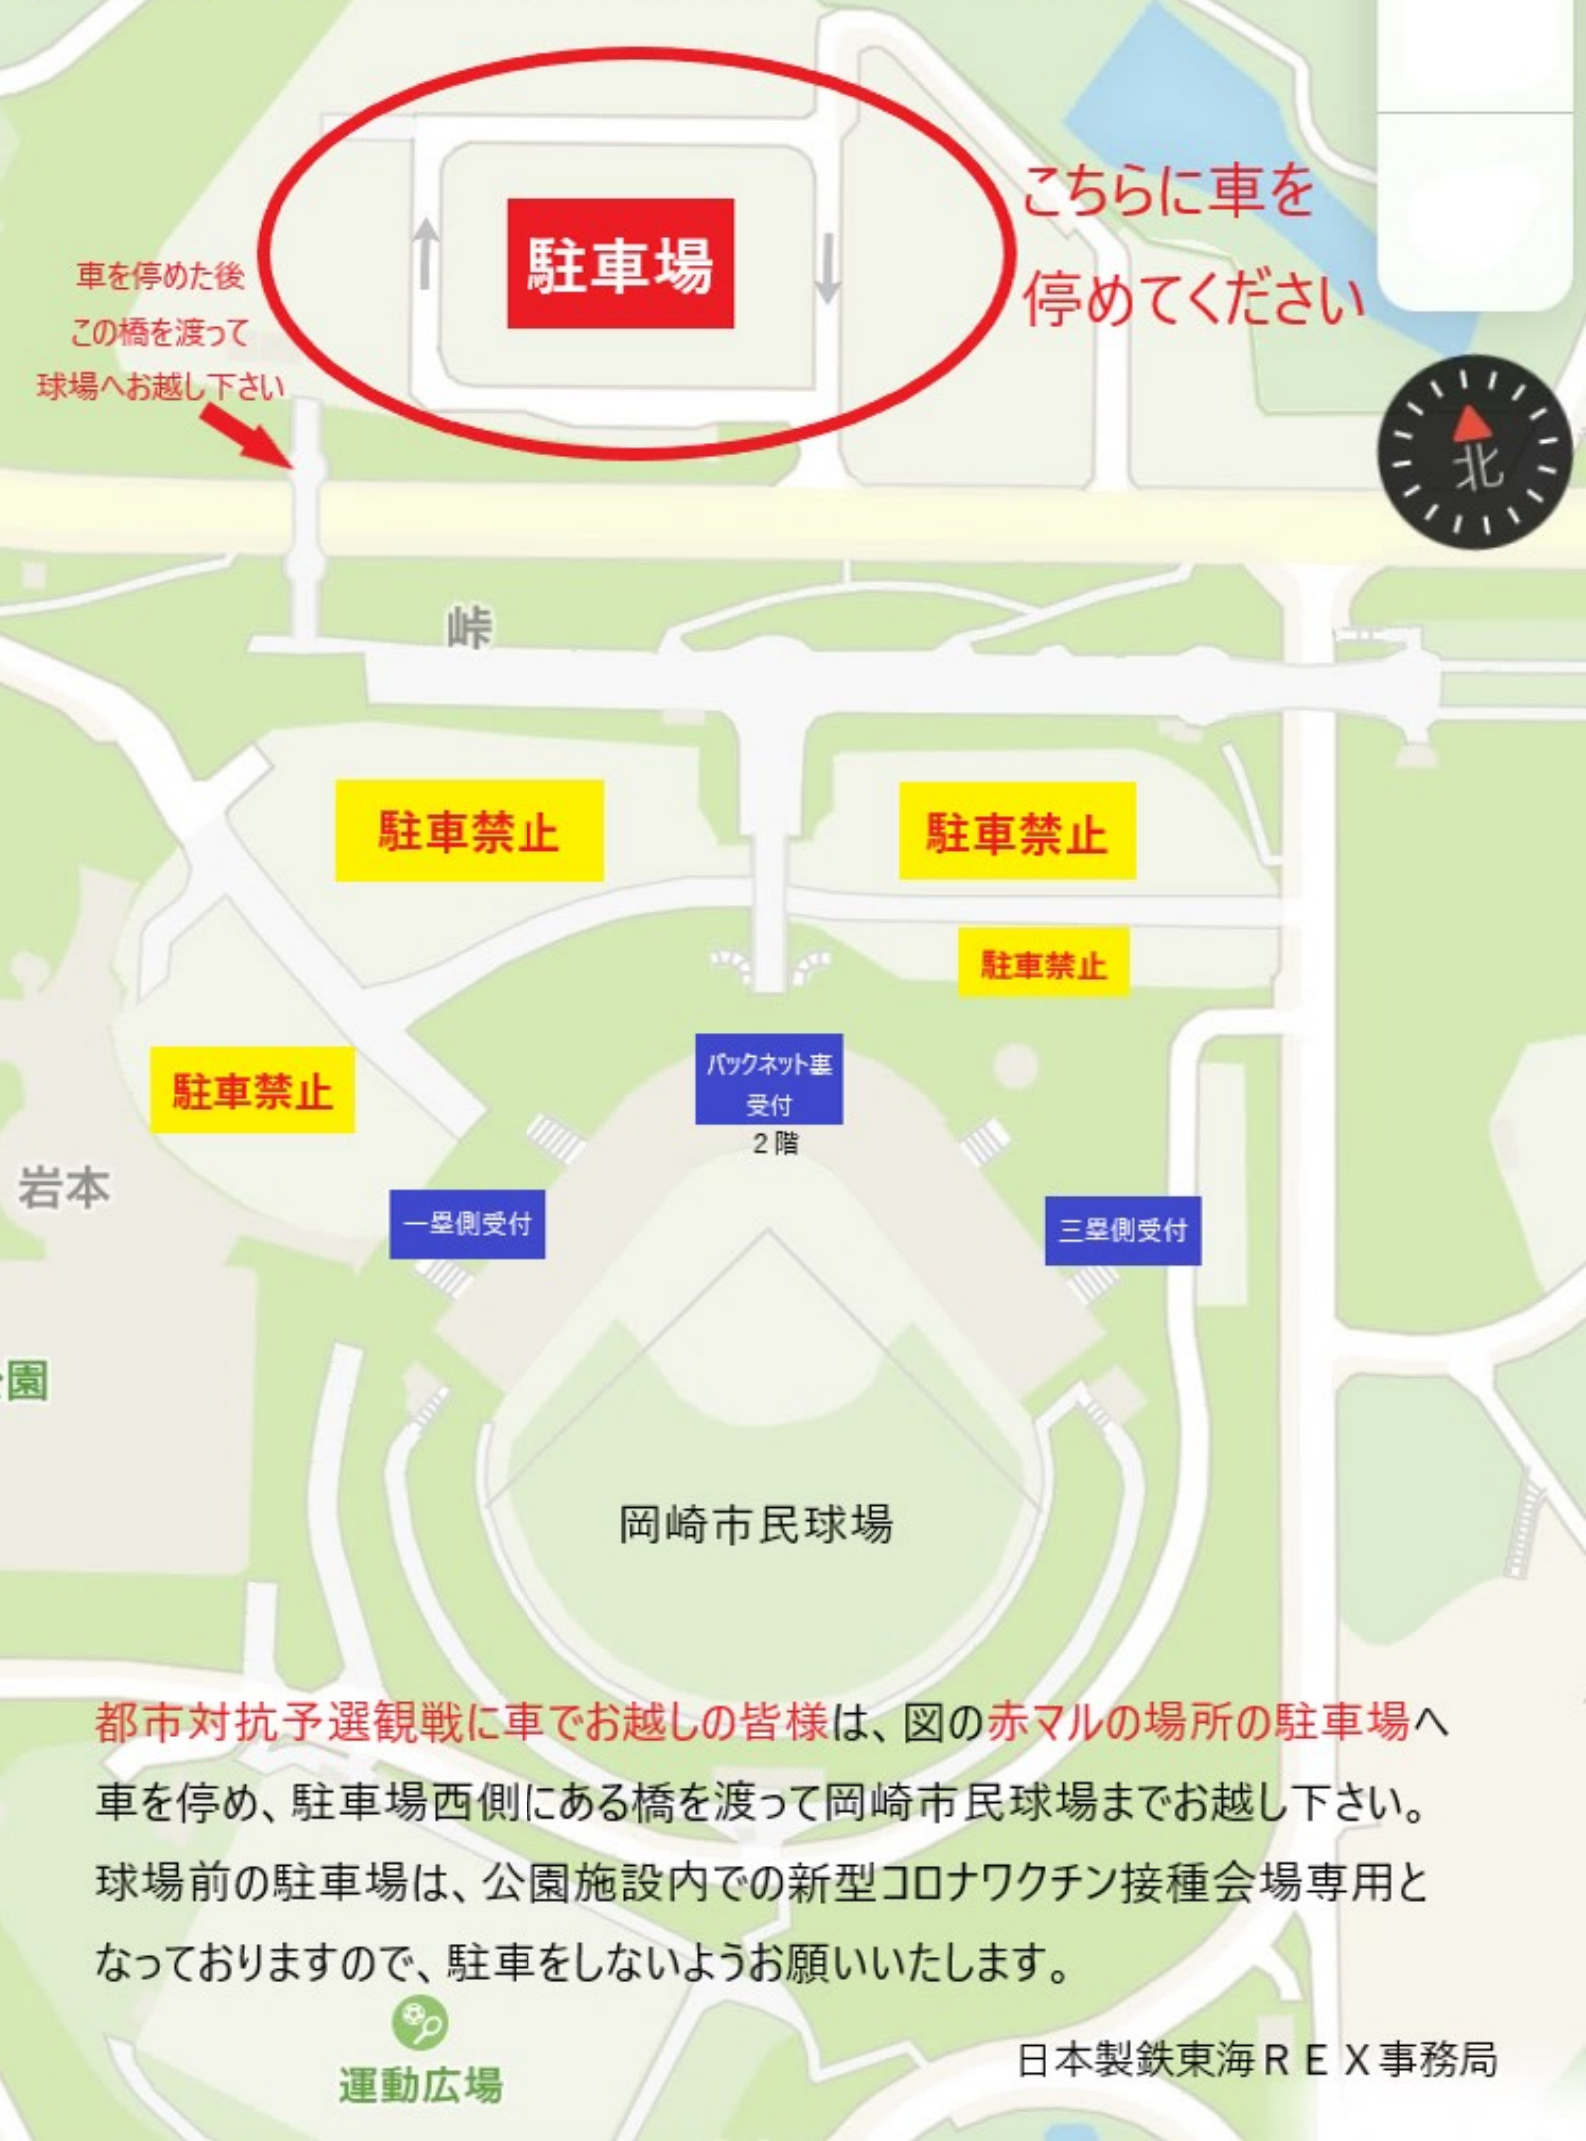 駐車場
こちらに車を
停めてください
車を停めた後
この橋を渡って
球場へお越し下さい
北
峠
駐車禁止
駐車禁止
駐車禁止
駐車禁止
バックネット裏
受付
2階
岩本
一塁側受付
三塁側受付
園
岡崎市民球場
都市対抗予選観戦に車でお越しの皆様は、図の赤マルの場所の駐車場へ
車を停め、駐車場西側にある橋を渡って岡崎市民球場までお越し下さい。
球場前の駐車場は、公園施設内での新型コロナワクチン接種会場専用と
なっておりますので、駐車をしないようお願いいたします。
運動広場
日本製鉄東海REX事務局